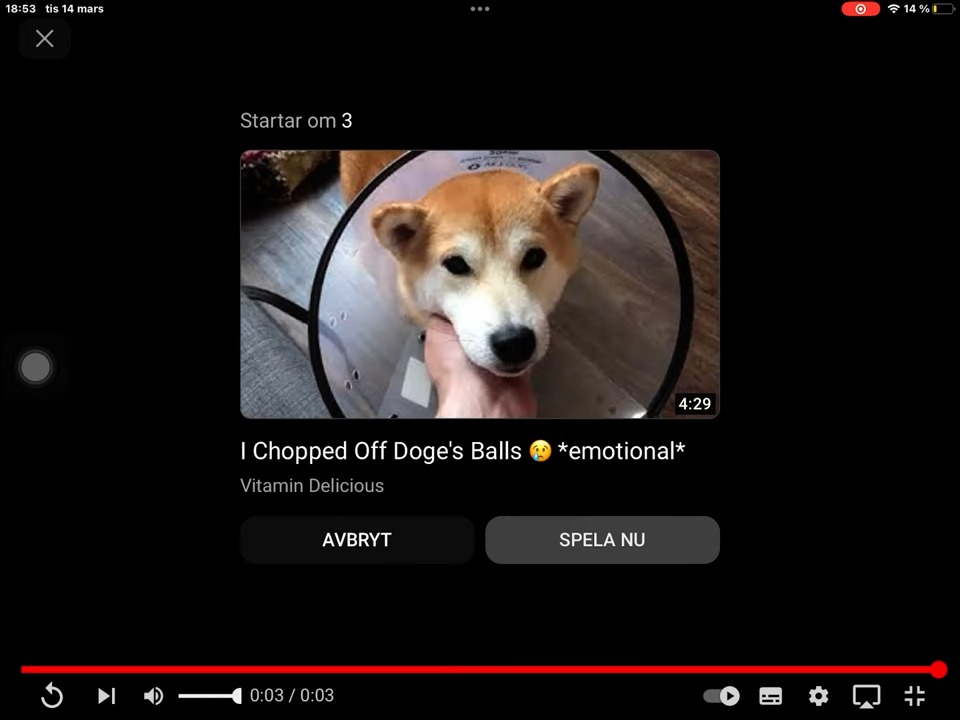 18:53 tis 14 mars
14 %
Startar om 3
4:29
I Chopped Off Doge's Balls 😢 *emotional*
Vitamin Delicious
AVBRYT
SPELA NU
0:03 / 0:03